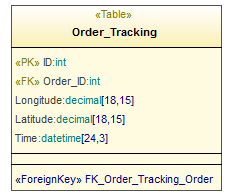 «Table»
Order_Tracking
«PK» ID:int
«FK» Order_ID:int
Longitude:decimal[18,15]
Latitude:decimal[18,15]
Time:datetime[24,3]
«ForeignKey» FK_Order_Tracking_Order